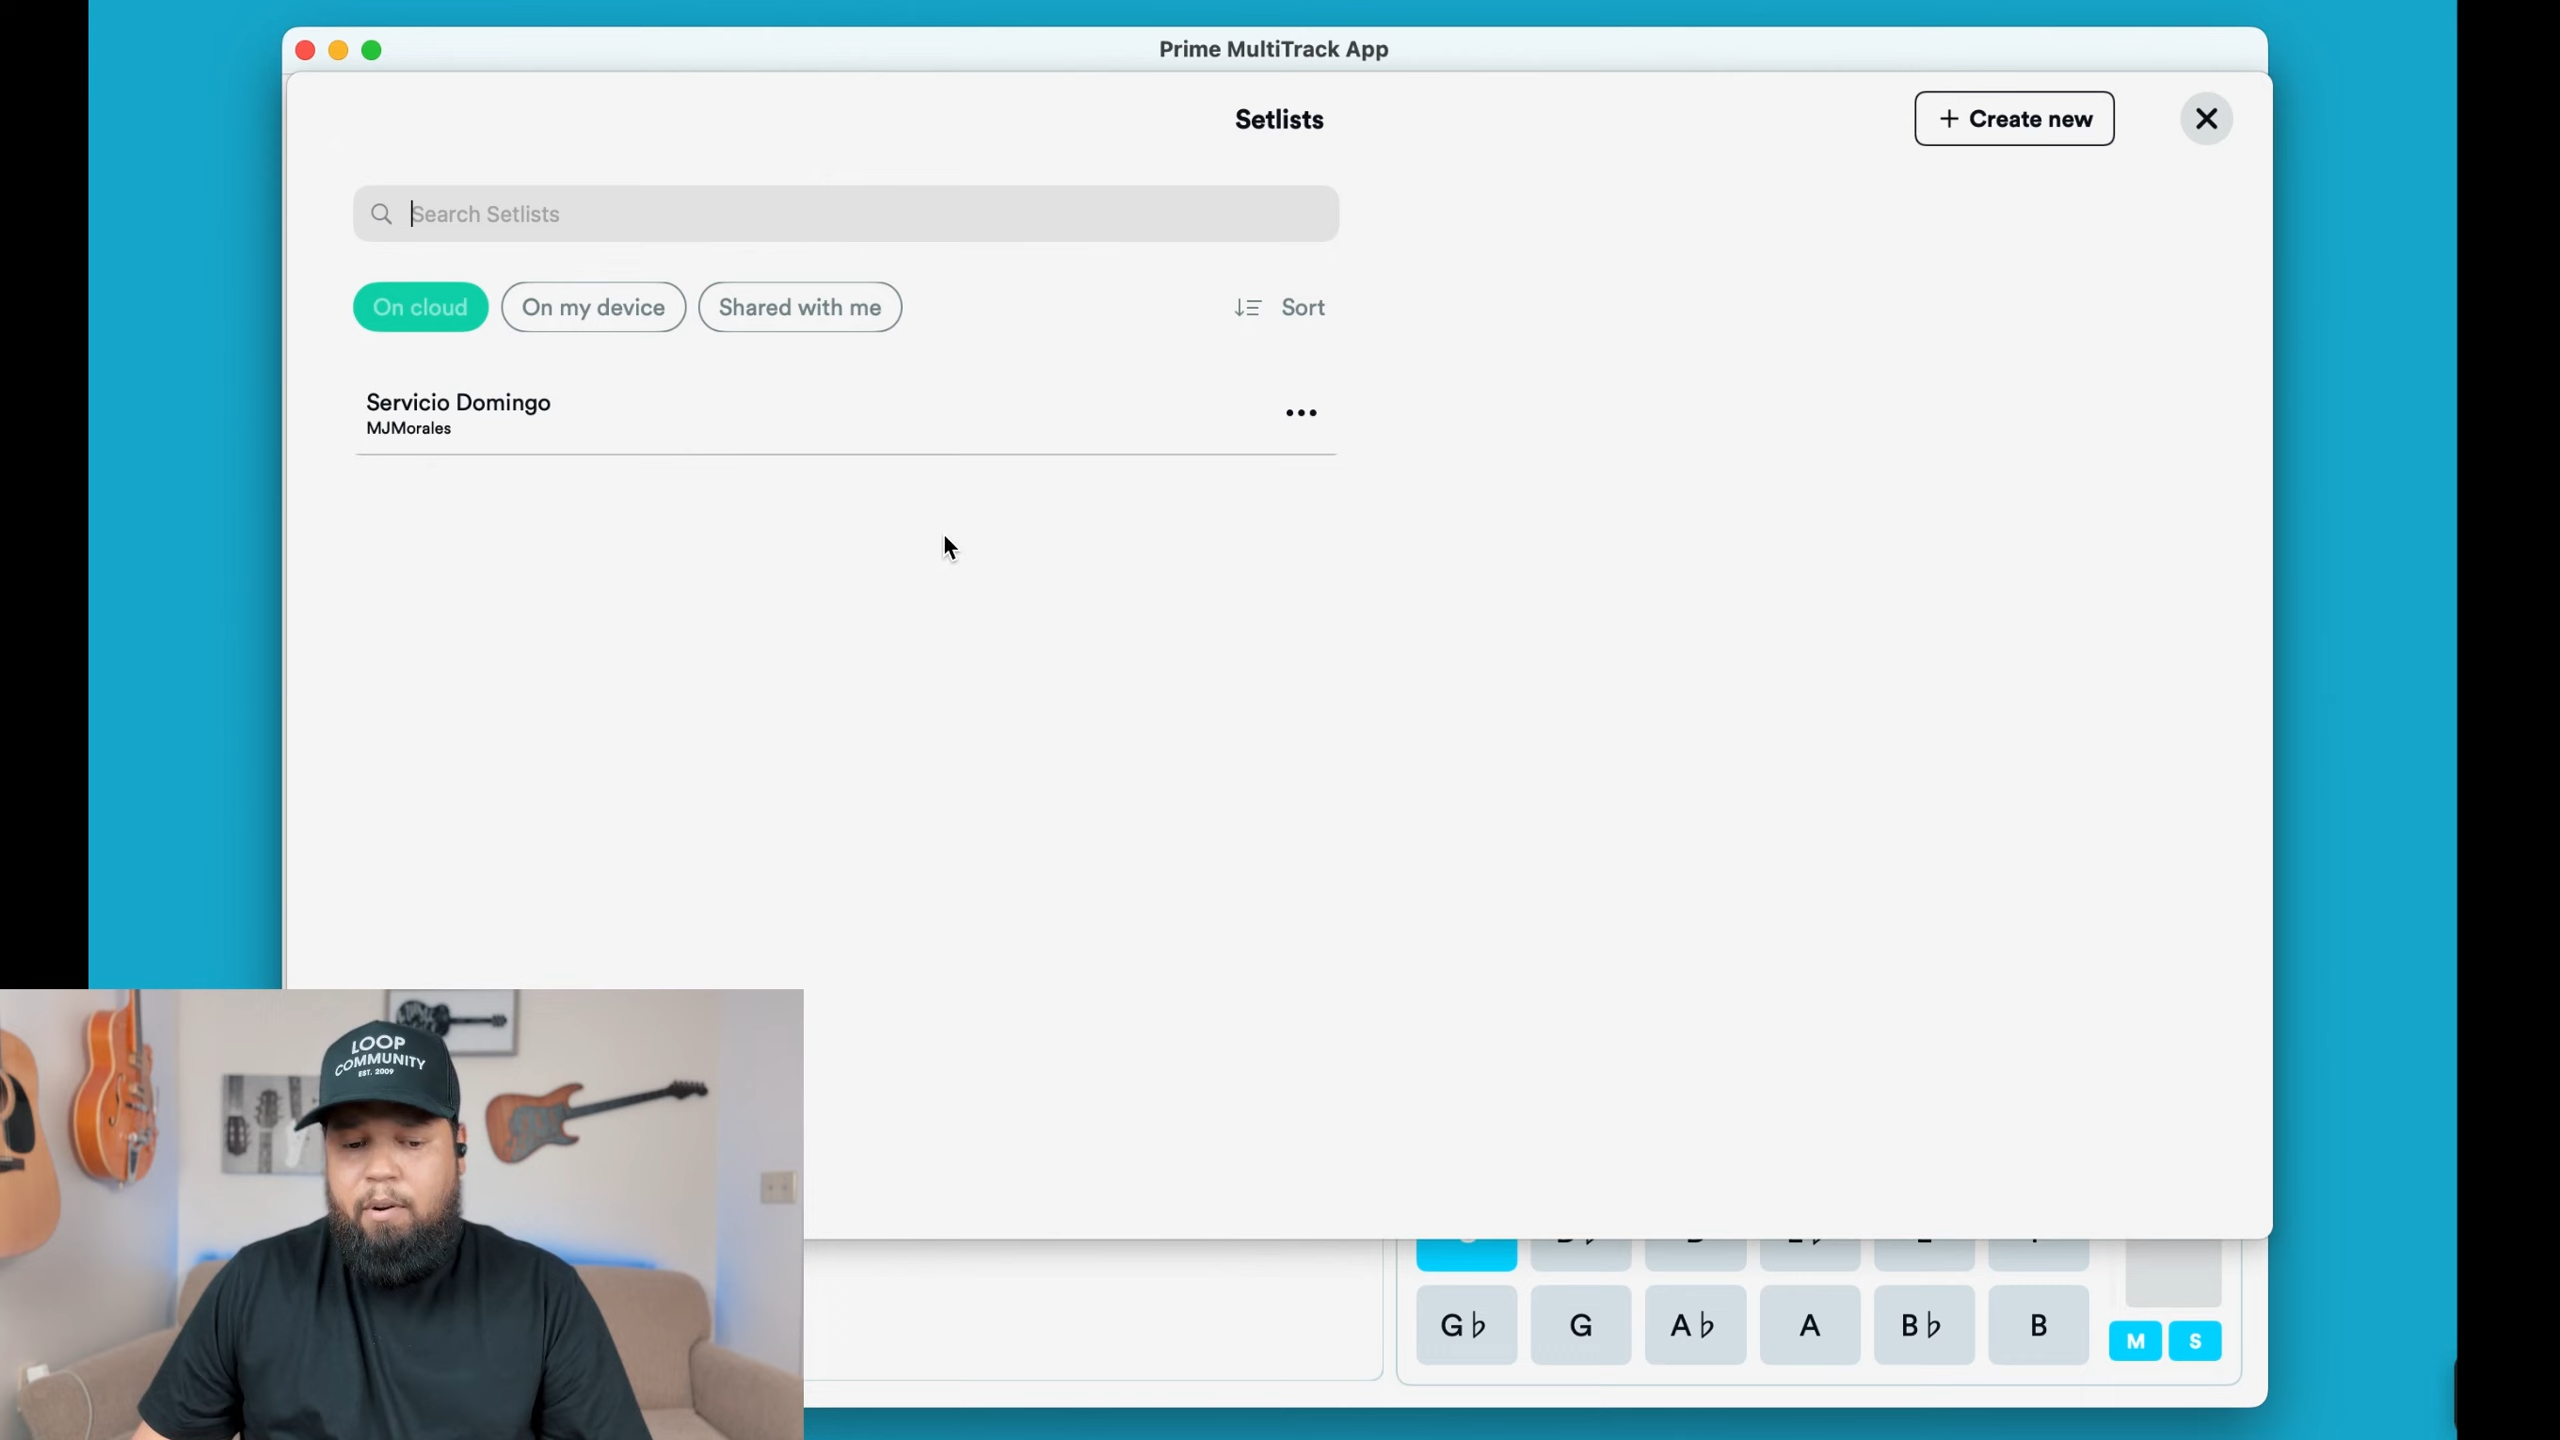 Prime MultiTrack App
Setlists
+ Create new
Search Setlists
On cloud
On my device
Shared with me
Sort
Servicio Domingo
MJMorales
LOOP
COMMUNITY
EST. 2009
G♭
G
A♭
A
B♭
B
M
S